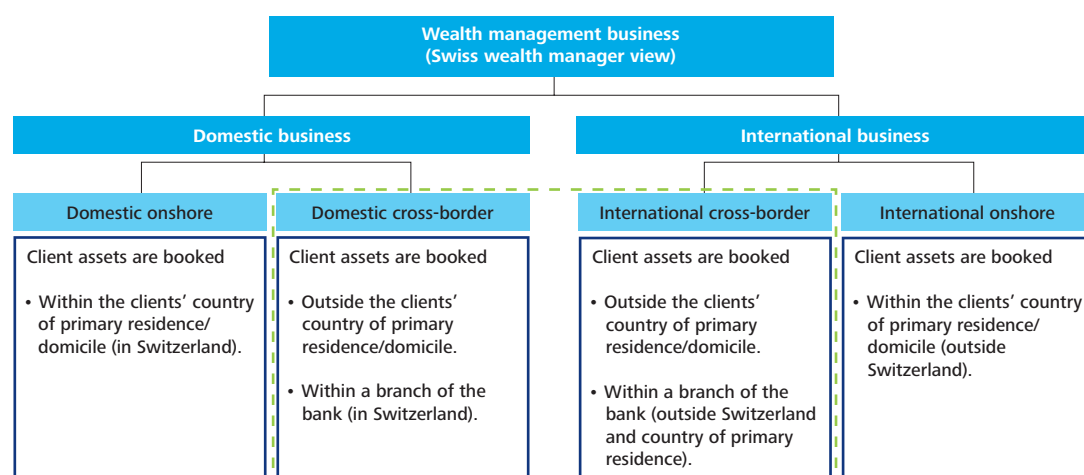 Wealth management business
(Swiss wealth manager view)
Domestic business
International business
Domestic onshore
Domestic cross-border
International cross-border
International onshore
Client assets are booked
• Within the clients’ country
of primary residence/
domicile (in Switzerland).
Client assets are booked
• Outside the clients’
country of primary
residence/domicile.
• Within a branch of the
bank (in Switzerland).
Client assets are booked
• Outside the clients’
country of primary
residence/domicile.
• Within a branch of the
bank (outside Switzerland
and country of primary
residence).
Client assets are booked
• Within the clients’ country
of primary residence/
domicile (outside
Switzerland).